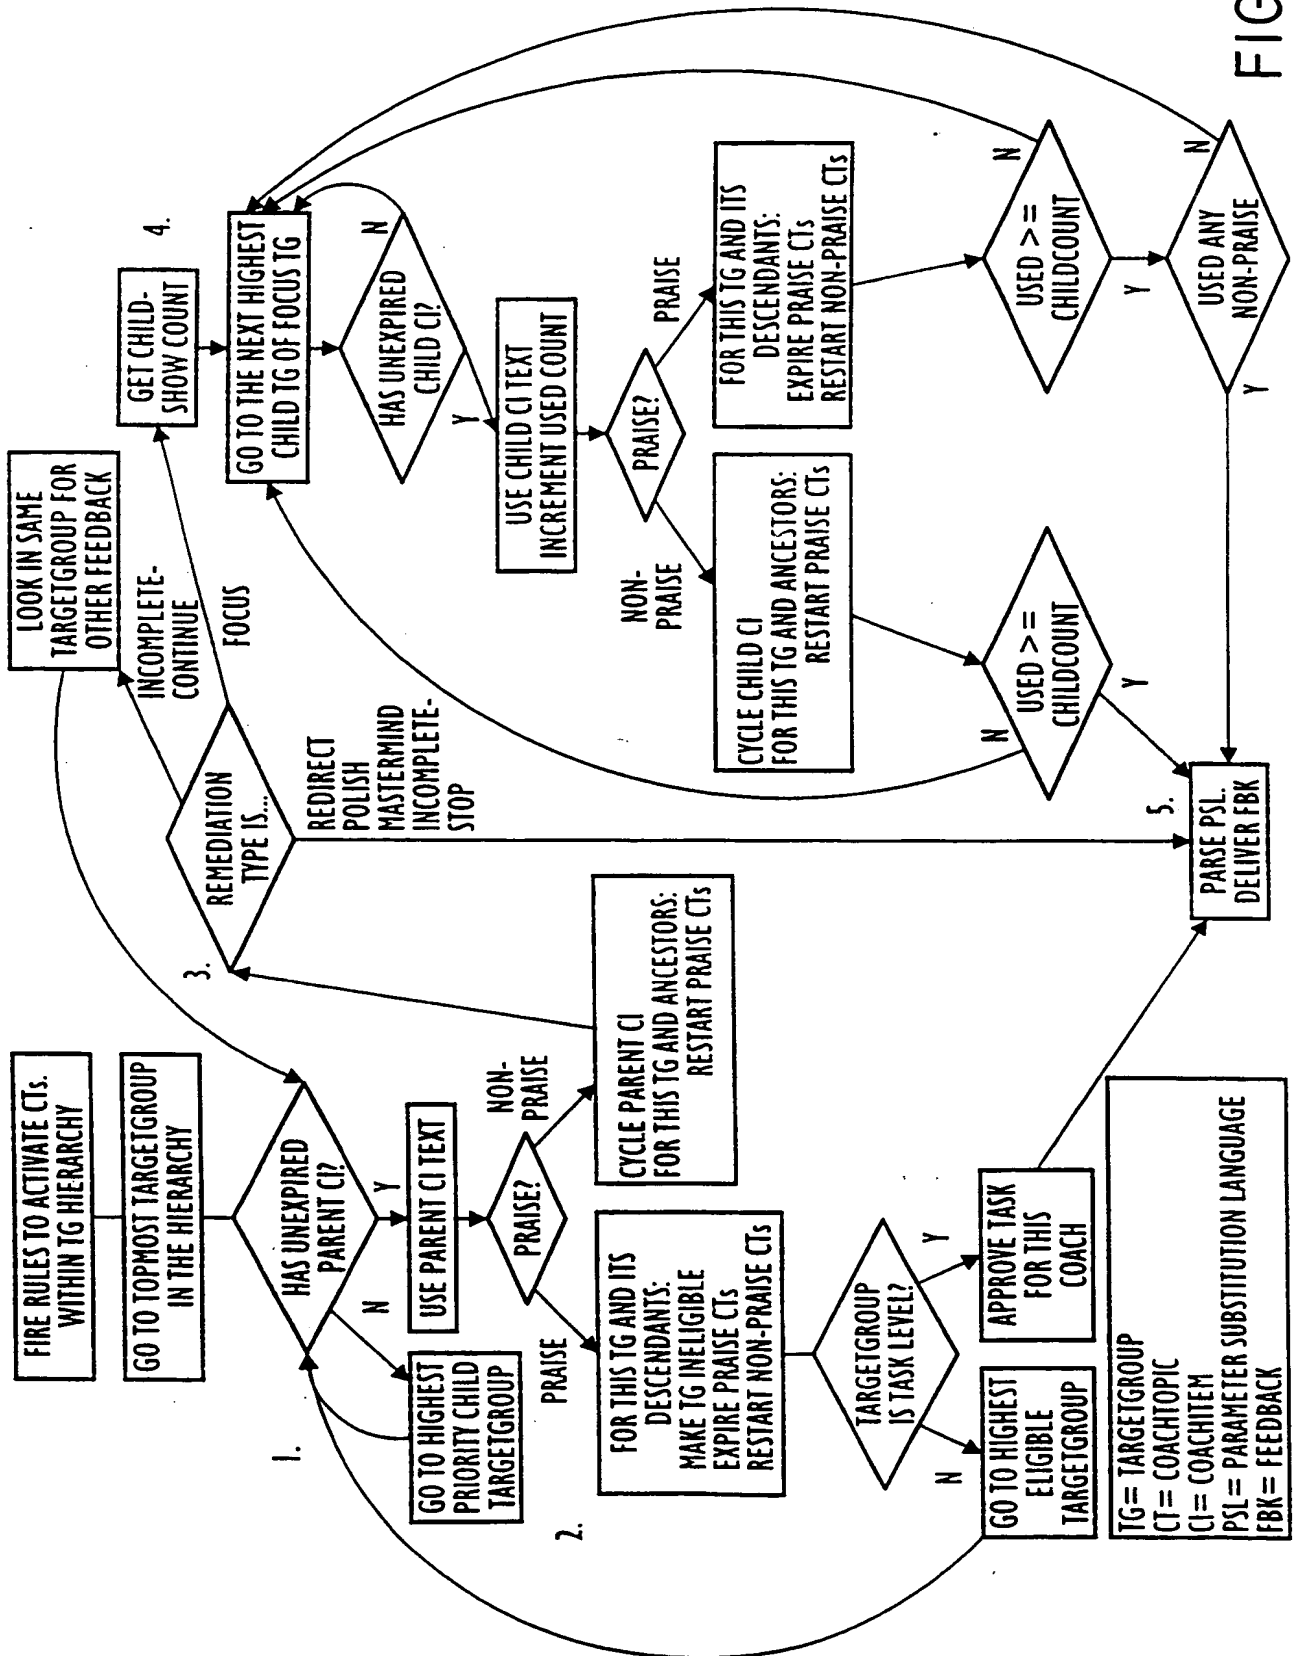 FIRE RULES TO ACTIVATE CTs.
WITHIN TG HIERARCHY
GO TO TOPMOST TARGETGROUP
IN THE HIERARCHY
1.
HAS UNEXPIRED
PARENT CI?
N
Y
GO TO HIGHEST
PRIORITY CHILD
TARGETGROUP
USE PARENT CI TEXT
2.
PRAISE?
PRAISE
NON-
PRAISE
FOR THIS TG AND ITS
DESCENDANTS:
MAKE TG INELIGIBLE
EXPIRE PRAISE CTs
RESTART NON-PRAISE CTs
CYCLE PARENT CI
FOR THIS TG AND ANCESTORS:
RESTART PRAISE CTs
TARGETGROUP
IS TASK LEVEL?
N
Y
GO TO HIGHEST
ELIGIBLE
TARGETGROUP
APPROVE TASK
FOR THIS
COACH
TG= TARGETGROUP
CT= COACHTOPIC
CI= COACHITEM
PSL= PARAMETER SUBSTITUTION LANGUAGE
FBK= FEEDBACK
3.
REMEDIATION
TYPE IS...
LOOK IN SAME
TARGETGROUP FOR
OTHER FEEDBACK
INCOMPLETE-
CONTINUE
FOCUS
REDIRECT
POLISH
MASTERMIND
INCOMPLETE-
STOP
4.
GET CHILD-
SHOW COUNT
GO TO THE NEXT HIGHEST
CHILD TG OF FOCUS TG
HAS UNEXPIRED
CHILD CI?
N
Y
USE CHILD CI TEXT
INCREMENT USED COUNT
PRAISE?
NON-
PRAISE
PRAISE
CYCLE CHILD CI
FOR THIS TG AND ANCESTORS:
RESTART PRAISE CTs
FOR THIS TG AND ITS
DESCENDANTS:
EXPIRE PRAISE CTs
RESTART NON-PRAISE CTs
USED >=
CHILDCOUNT
N
Y
USED >=
CHILDCOUNT
N
Y
USED ANY
NON-PRAISE
N
Y
5.
PARSE PSL.
DELIVER FBK
FIG